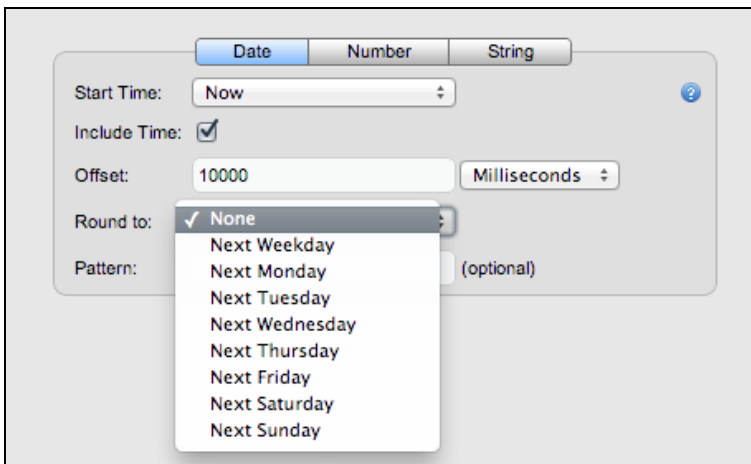 Date Number String
Start Time: Now
Include Time:
Offset: 10000 Milliseconds
Round to: ✓ None
Next Weekday
Pattern: Next Monday (optional)
Next Tuesday
Next Wednesday
Next Thursday
Next Friday
Next Saturday
Next Sunday